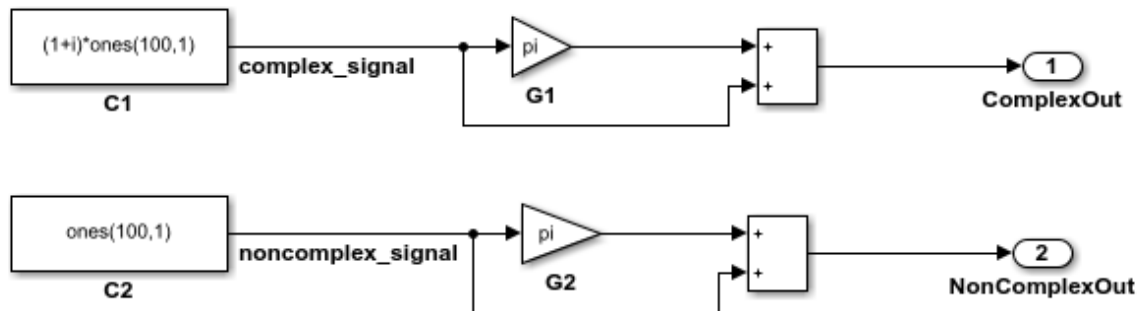 (1+i)*ones(100,1)
complex_signal
C1
pi
G1
+
+
1
ComplexOut
ones(100,1)
noncomplex_signal
C2
pi
G2
+
+
2
NonComplexOut